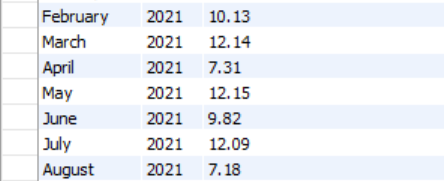 February 2021 10.13
March 2021 12.14
April 2021 7.31
May 2021 12.15
June 2021 9.82
July 2021 12.09
August 2021 7.18